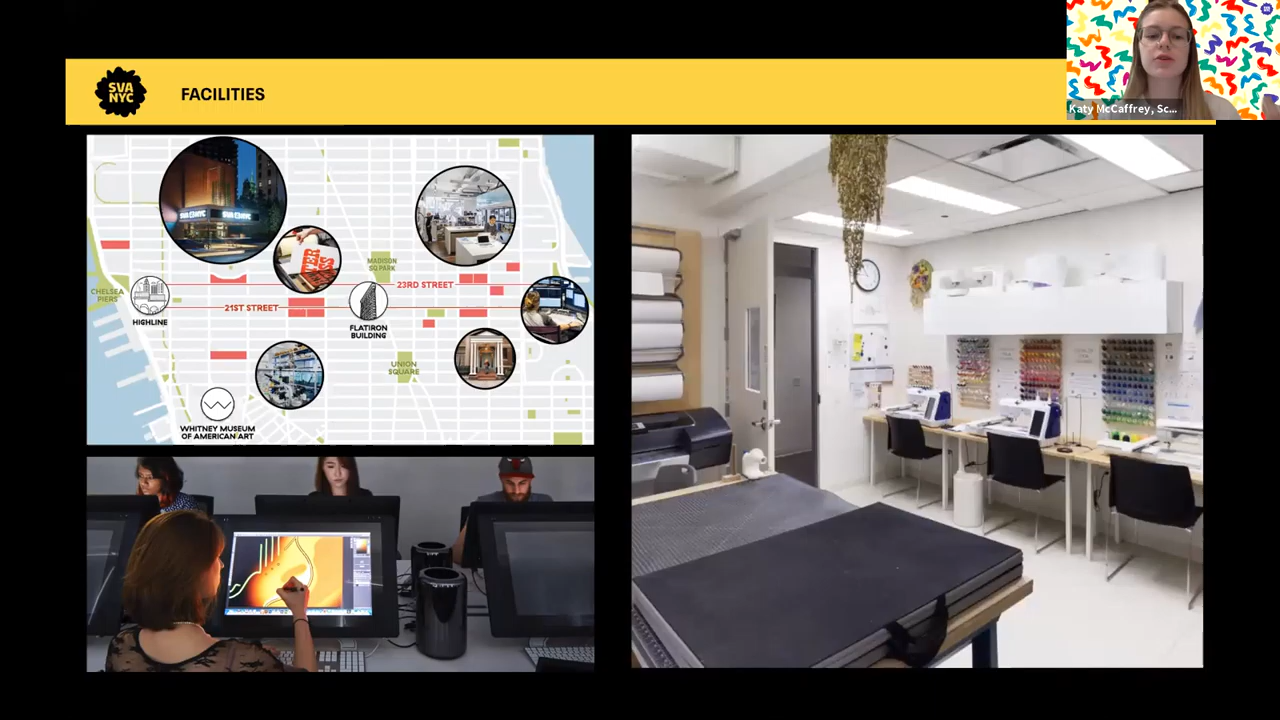 SVA
NYC
FACILITIES
Katy McCaffrey, Sc...
SVA NYC
SVA NYC
MADISON
SQ PARK
CHELSEA
PIERS
23RD STREET
21ST STREET
HIGHLINE
FLATIRON
BUILDING
UNION
SQUARE
WHITNEY MUSEUM
OF AMERICAN ART